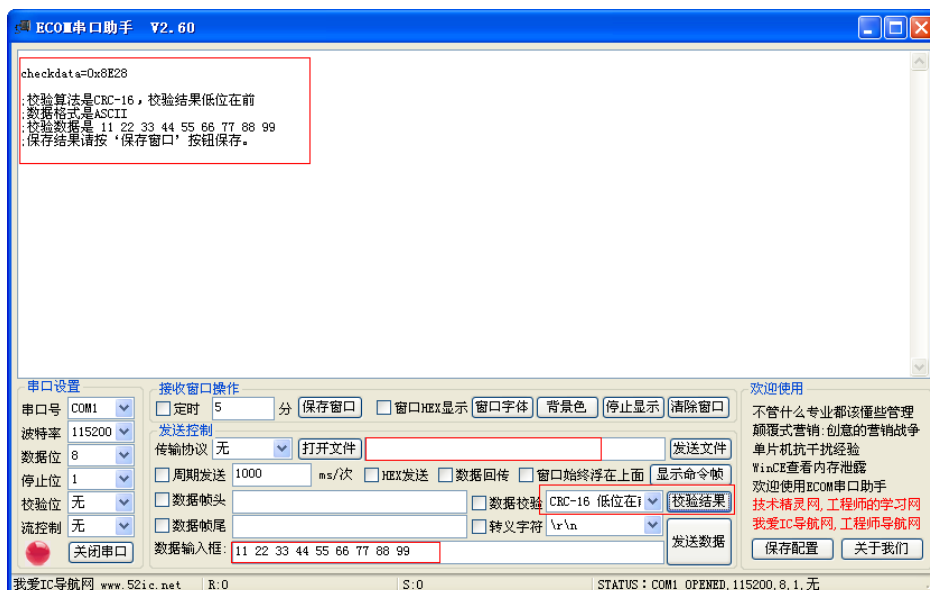 ECOM串口助手 V2.60
checkdata=0x8E28
;校验算法是CRC-16，校验结果低位在前
;数据格式是ASCII
;校验数据是 11 22 33 44 55 66 77 88 99
;保存结果请按‘保存窗口’按钮保存。
串口设置
串口号 COM1
波特率 115200
数据位 8
停止位 1
校验位 无
流控制 无
关闭串口
接收窗口操作
定时 5 分 保存窗口 窗口HEX显示 窗口字体 背景色 停止显示 清除窗口
发送控制
传输协议 无 打开文件 发送文件
周期发送 1000 ms/次 HEX发送 数据回传 窗口始终浮在上面 显示命令帧
数据帧头 数据校验 CRC-16 低位在 校验结果
数据帧尾 转义字符 \r\n
数据输入框: 11 22 33 44 55 66 77 88 99 发送数据
欢迎使用
不管什么专业都该懂些管理
颠覆式营销:创意的营销战争
单片机抗干扰经验
WinCE查看内存泄露
欢迎使用ECOM串口助手
技术精灵网,工程师的学习网
我爱IC导航网,工程师导航网
保存配置 关于我们
我爱IC导航网 www.52ic.net R:0 S:0 STATUS：COM1 OPENED,115200,8,1,无